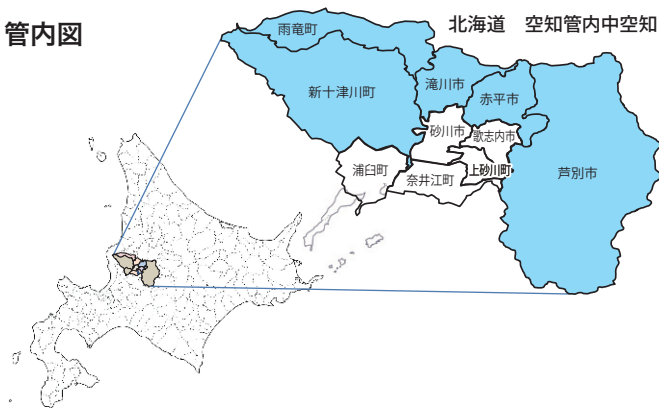 管内図
北海道　空知管内中空知
雨竜町
新十津川町
滝川市
赤平市
砂川市
歌志内市
浦臼町
奈井江町
上砂川町
芦別市